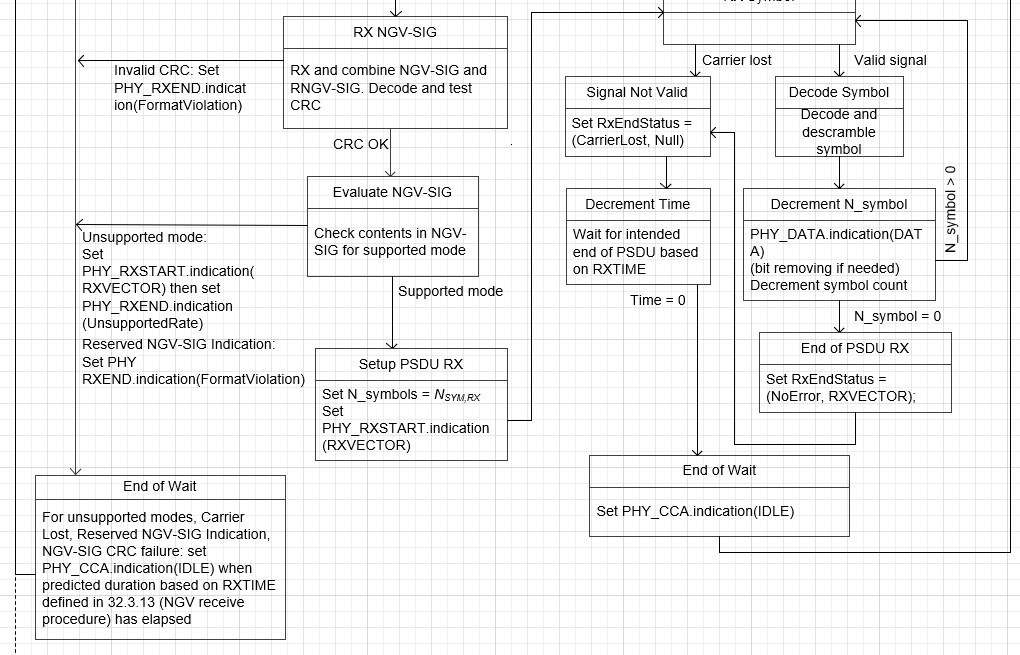 RX NGV-SIG
RX and combine NGV-SIG and
RNGV-SIG. Decode and test
CRC
Invalid CRC: Set
PHY_RXEND.indicat
ion(FormatViolation)
CRC OK
Evaluate NGV-SIG
Check contents in NGV-
SIG for supported mode
Unsupported mode:
Set
PHY_RXSTART.indication(
RXVECTOR) then set
PHY_RXEND.indication
(UnsupportedRate)
Reserved NGV-SIG Indication:
Set PHY
RXEND.indication(FormatViolation)
Supported mode
Setup PSDU RX
Set N_symbols = NSYM,RX
Set
PHY_RXSTART.indication
(RXVECTOR)
End of Wait
For unsupported modes, Carrier
Lost, Reserved NGV-SIG Indication,
NGV-SIG CRC failure: set
PHY_CCA.indication(IDLE) when
predicted duration based on RXTIME
defined in 32.3.13 (NGV receive
procedure) has elapsed
Carrier lost
Valid signal
Signal Not Valid
Set RxEndStatus =
(CarrierLost, Null)
Decode Symbol
Decode and
descramble
symbol
Decrement Time
Wait for intended
end of PSDU based
on RXTIME
Time = 0
Decrement N_symbol
PHY_DATA.indication(DAT
A)
(bit removing if needed)
Decrement symbol count
N_symbol > 0
N_symbol = 0
End of PSDU RX
Set RxEndStatus =
(NoError, RXVECTOR);
End of Wait
Set PHY_CCA.indication(IDLE)